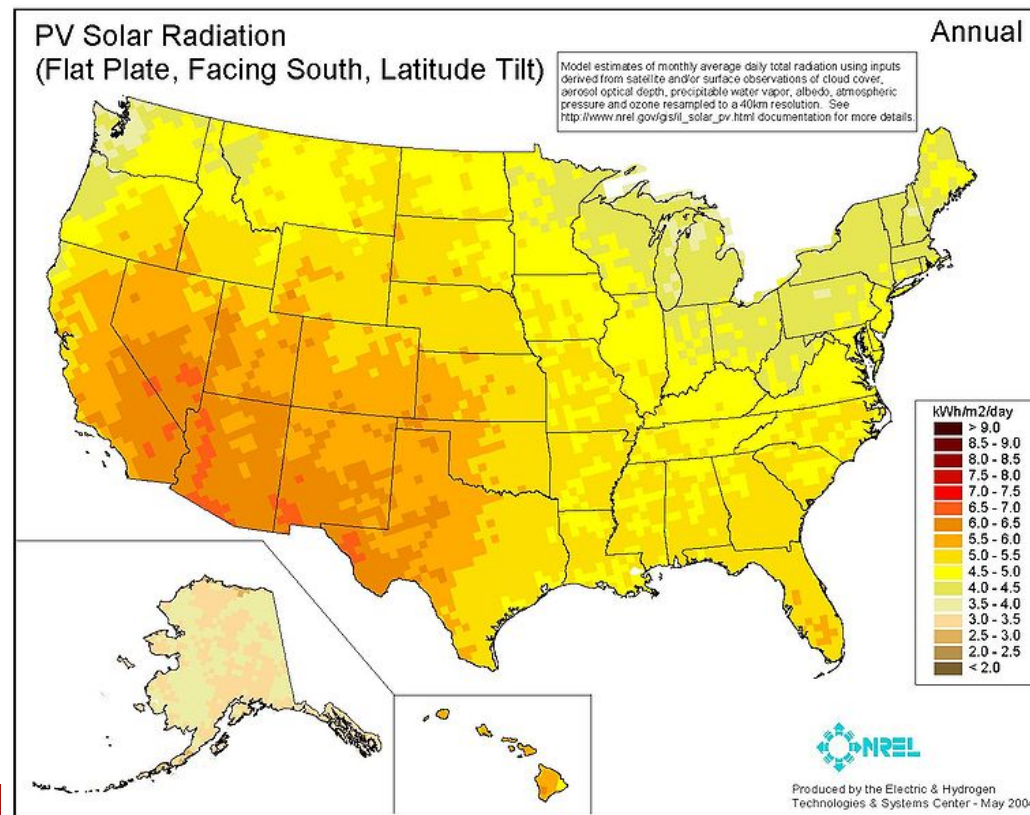 PV Solar Radiation
(Flat Plate, Facing South, Latitude Tilt)
Annual
Model estimates of monthly average daily total radiation using inputs
derived from satellite and/or surface observations of cloud cover,
aerosol optical depth, precipitable water vapor, albedo, atmospheric
pressure and ozone resampled to a 40km resolution. See
http://www.nrel.gov/gis/il_solar_pv.html documentation for more details.
kWh/m2/day
> 9.0
8.5 - 9.0
8.0 - 8.5
7.5 - 8.0
7.0 - 7.5
6.5 - 7.0
6.0 - 6.5
5.5 - 6.0
5.0 - 5.5
4.5 - 5.0
4.0 - 4.5
3.5 - 4.0
3.0 - 3.5
2.5 - 3.0
2.0 - 2.5
< 2.0
NREL
Produced by the Electric & Hydrogen
Technologies & Systems Center - May 2004